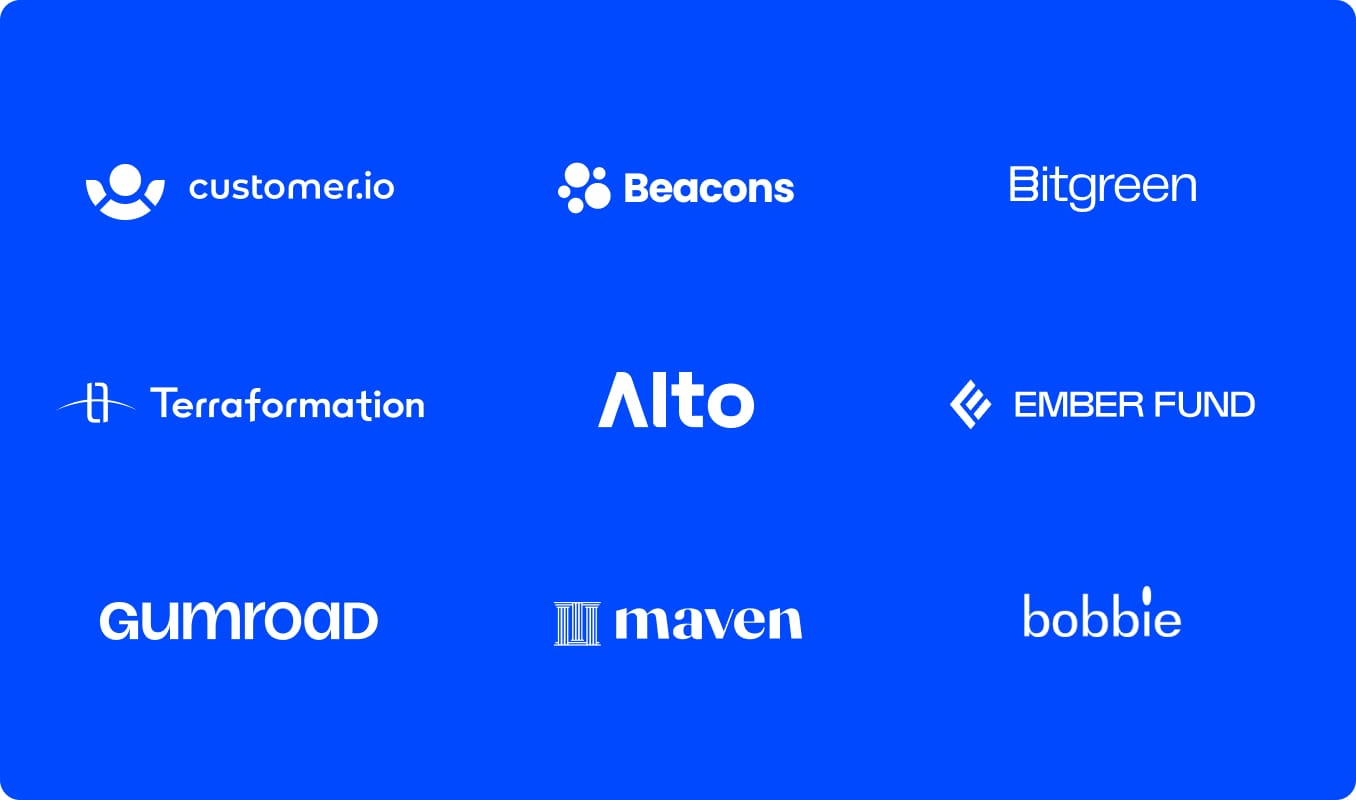 customer.io
Beacons
Bitgreen
Terraformation
Alto
EMBER FUND
GUMROAD
maven
bobbie